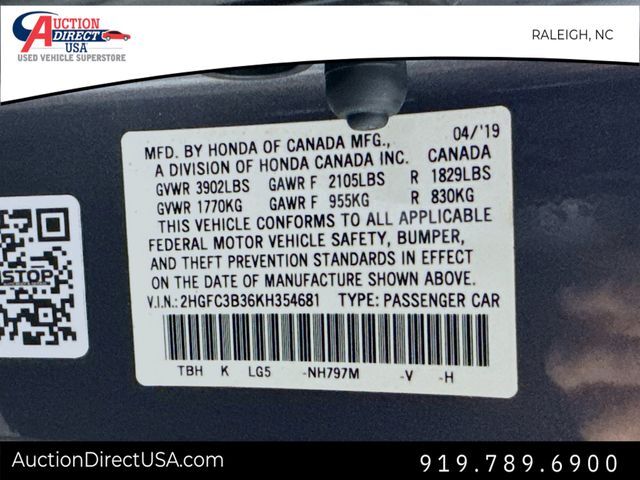 AUCTION
DIRECT
USA
USED VEHICLE SUPERSTORE
RALEIGH, NC
MFD. BY HONDA OF CANADA MFG., 04/'19
A DIVISION OF HONDA CANADA INC. CANADA
GVWR 3902LBS GAWR F 2105LBS R 1829LBS
GVWR 1770KG GAWR F 955KG R 830KG
THIS VEHICLE CONFORMS TO ALL APPLICABLE
FEDERAL MOTOR VEHICLE SAFETY, BUMPER,
AND THEFT PREVENTION STANDARDS IN EFFECT
ON THE DATE OF MANUFACTURE SHOWN ABOVE.
V.I.N.: 2HGFC3B36KH354681 TYPE: PASSENGER CAR
TBH K LG5 -NH797M -V -H
AuctionDirectUSA.com
919.789.6900